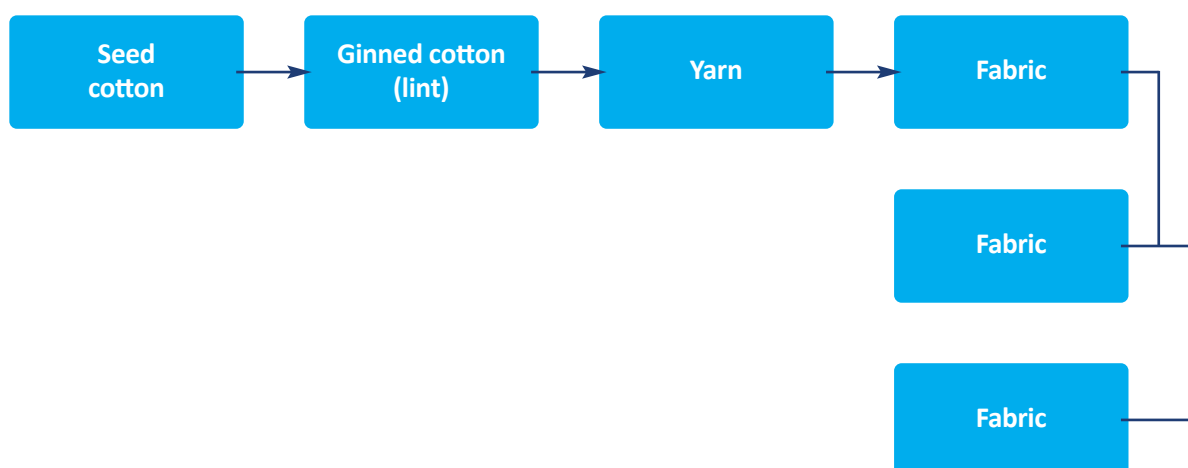 Seed
cotton
Ginned cotton
(lint)
Yarn
Fabric
Fabric
Fabric